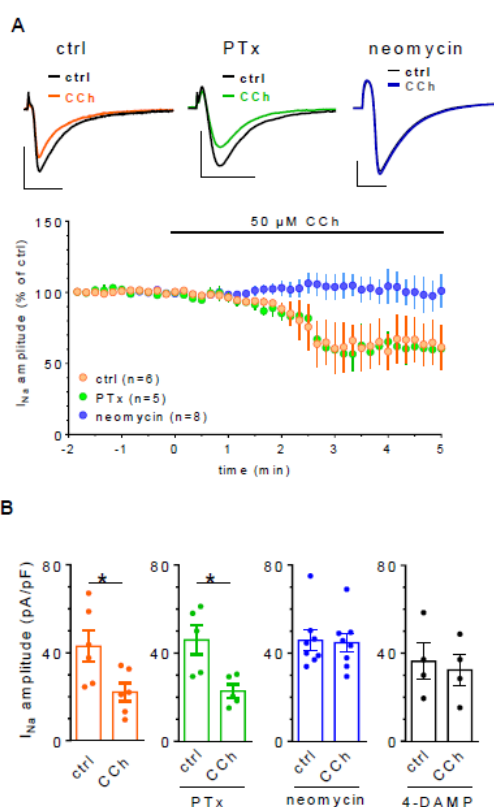 A
ctrl PTx neomycin
ctrl ctrl ctrl
CCh CCh CCh
50 µM CCh
150
100
50
0
I_Na amplitude (% of ctrl)
ctrl (n=6)
PTx (n=5)
neomycin (n=8)
-2 -1 0 1 2 3 4 5
time (min)
B
I_Na amplitude (pA/pF)
80 80 80 80
* *
40 40 40 40
0 0 0 0
ctrl CCh ctrl CCh ctrl CCh ctrl CCh
PTx neomycin 4-DAMP